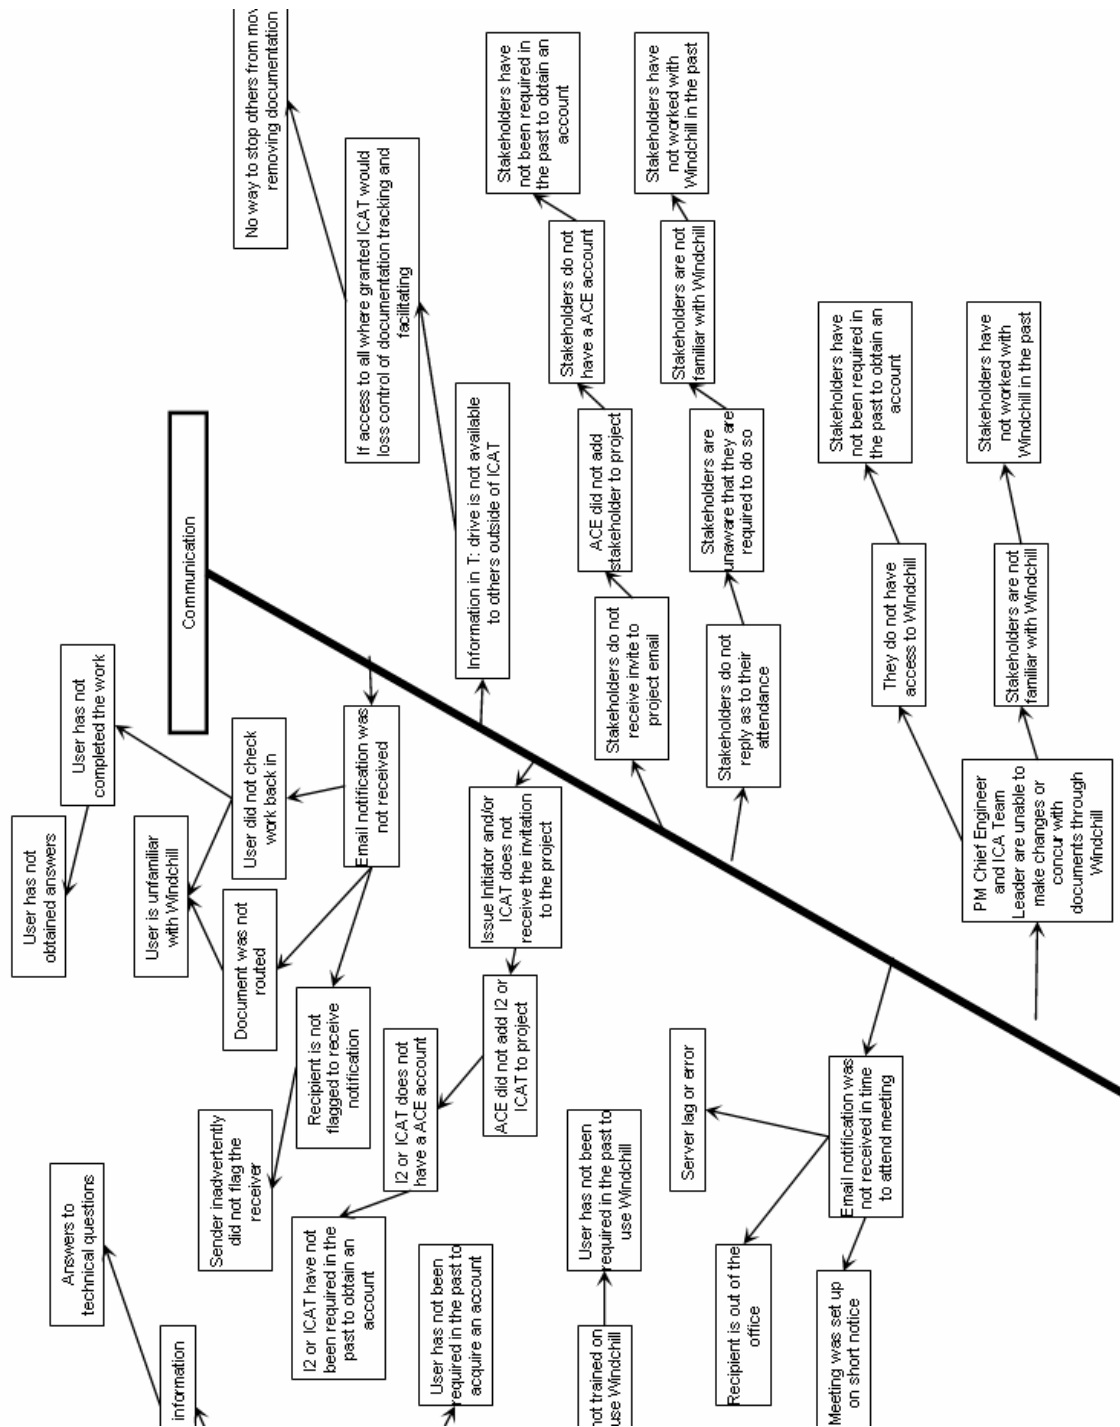 Communication
No way to stop others from mov
removing documentation
If access to all where granted ICAT would
loss control of documentation tracking and
facilitating
Information in T: drive is not available
to others outside of ICAT
Stakeholders have
not been required in
the past to obtain an
account
Stakeholders do not
have a ACE account
ACE did not add
stakeholder to project
Stakeholders do not
receive invite to
project email
Stakeholders have
not worked with
Windchill in the past
Stakeholders are not
familiar with Windchill
Stakeholders are
unaware that they are
required to do so
Stakeholders do not
reply as to their
attendance
Stakeholders have
not been required in
the past to obtain an
account
They do not have
access to Windchill
Stakeholders have
not worked with
Windchill in the past
Stakeholders are not
familiar with Windchill
PM Chief Engineer
and ICA Team
Leader are unable to
make changes or
concur with
documents through
Windchill
User has not
obtained answers
User has not
completed the work
User is unfamiliar
with Windchill
User did not check
work back in
Document was not
routed
Email notification was
not received
Recipient is not
flagged to receive
notification
Sender inadvertently
did not flag the
receiver
Issue Initiator and/or
ICAT does not
receive the invitation
to the project
ACE did not add I2 or
ICAT to project
I2 or ICAT does not
have a ACE account
I2 or ICAT have not
been required in the
past to obtain an
account
Answers to
technical questions
information
User has not been
required in the past to
acquire an account
User has not been
required in the past to
use Windchill
not trained on
use Windchill
Server lag or error
Email notification was
not received in time
to attend meeting
Recipient is out of the
office
Meeting was set up
on short notice